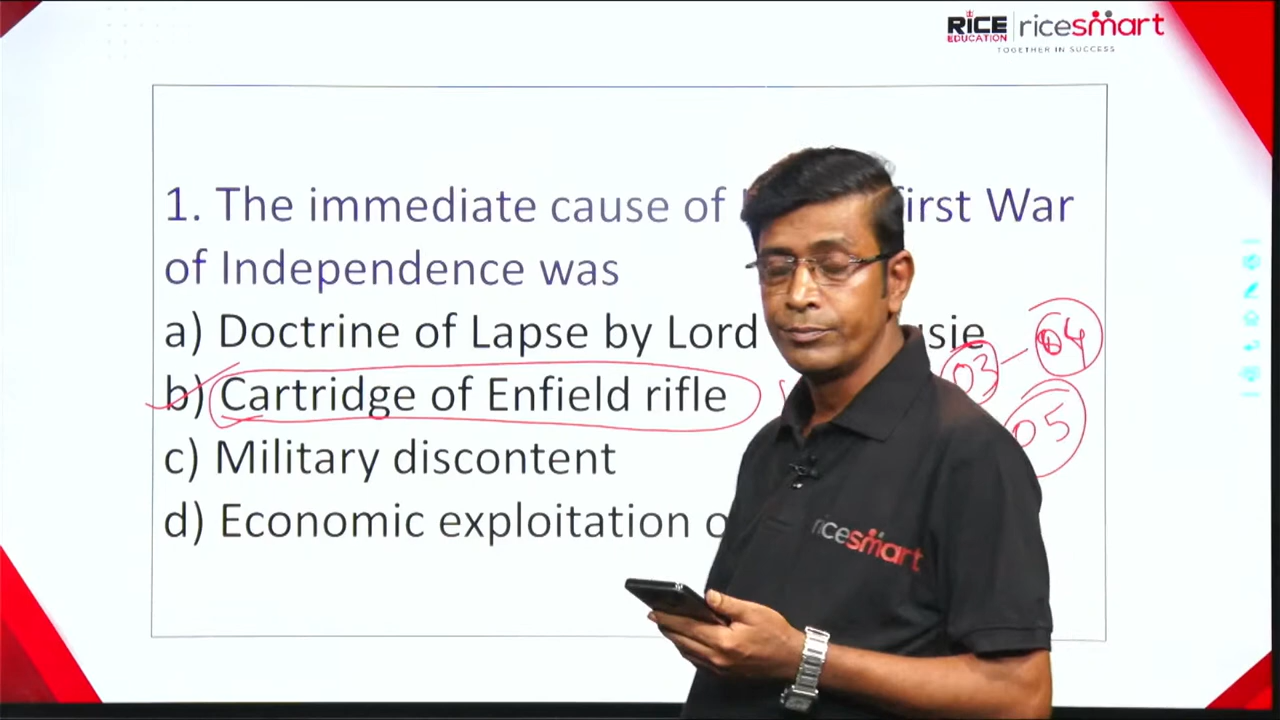 RICE EDUCATION ricesmart
TOGETHER IN SUCCESS
1. The immediate cause of First War
of Independence was
a) Doctrine of Lapse by Lord
03 04
b) Cartridge of Enfield rifle
05
c) Military discontent
d) Economic exploitation
ricesmart